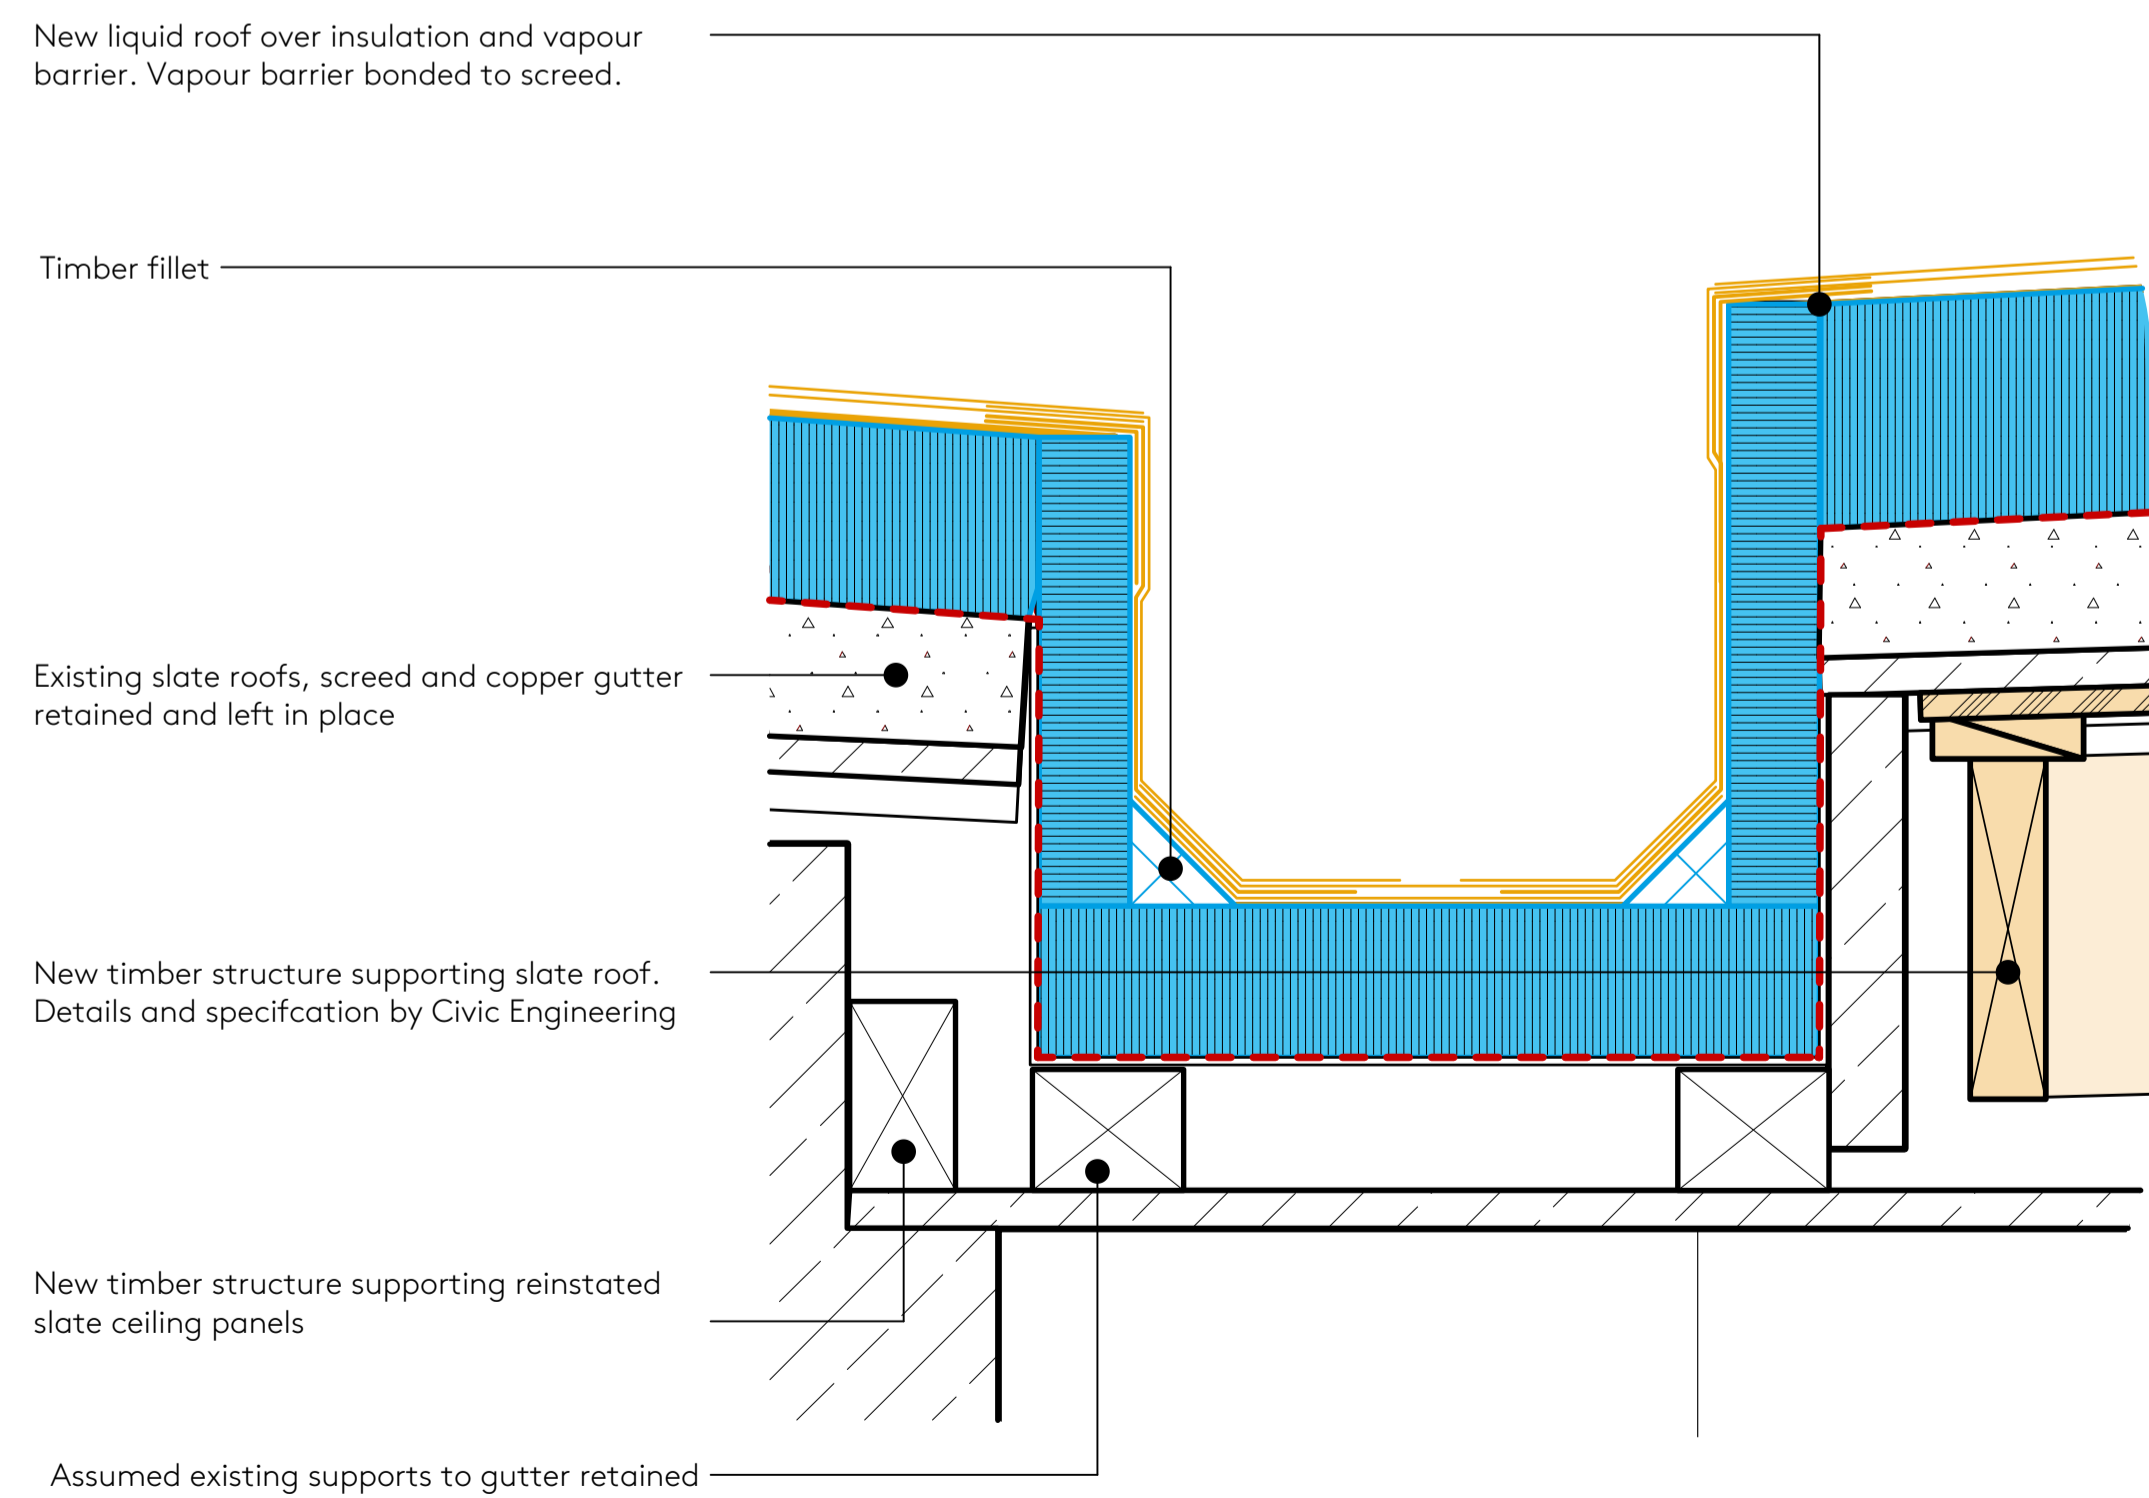 New liquid roof over insulation and vapour
barrier. Vapour barrier bonded to screed.
Timber fillet
Existing slate roofs, screed and copper gutter
retained and left in place
New timber structure supporting slate roof.
Details and specifcation by Civic Engineering
New timber structure supporting reinstated
slate ceiling panels
Assumed existing supports to gutter retained